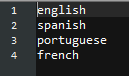 1 english
2 spanish
3 portuguese
4 french